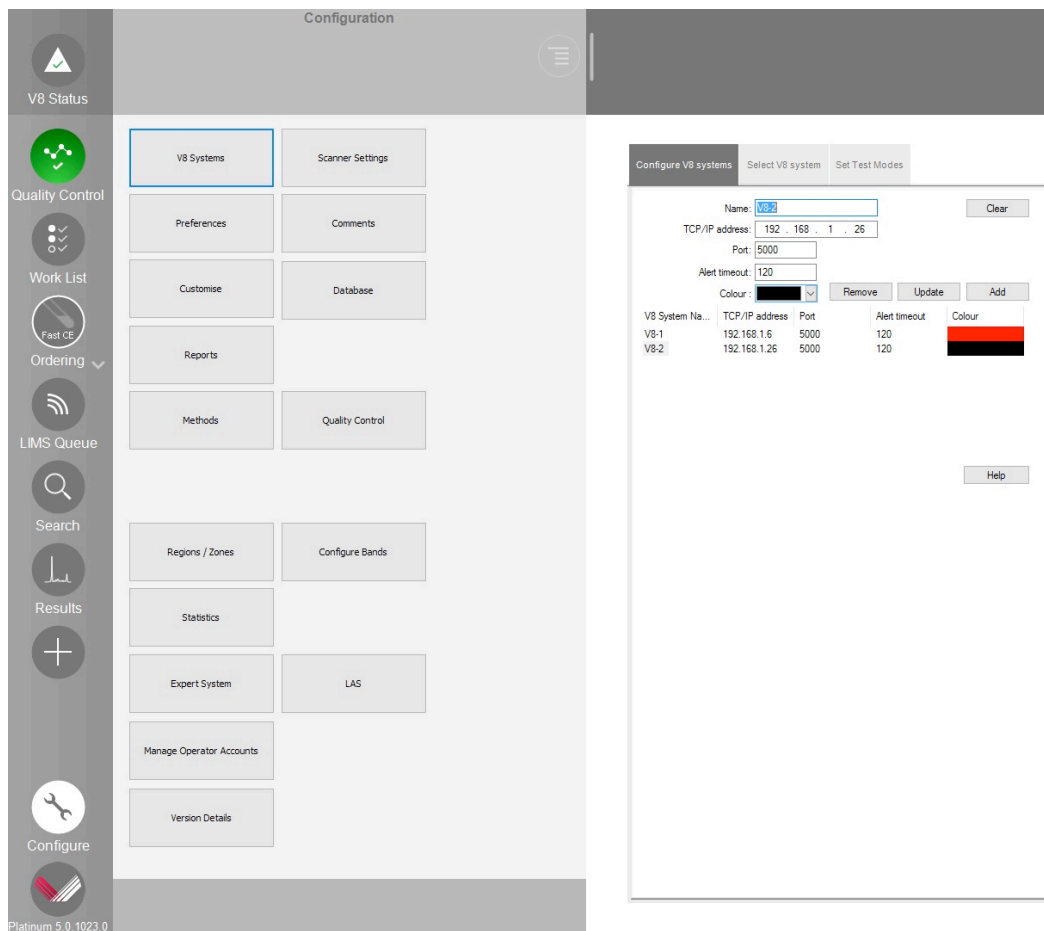 Configuration
V8 Status
Quality Control
Work List
Fast CE
Ordering
LIMS Queue
Search
Results
Configure
Platinum 5.0.1023.0
V8 Systems
Scanner Settings
Preferences
Comments
Customise
Database
Reports
Methods
Quality Control
Regions / Zones
Configure Bands
Statistics
Expert System
LAS
Manage Operator Accounts
Version Details
Configure V8 systems Select V8 system Set Test Modes
Name: V8-2 Clear
TCP/IP address: 192 . 168 . 1 . 26
Port: 5000
Alert timeout: 120
Colour : Remove Update Add
V8 System Na... TCP/IP address Port Alert timeout Colour
V8-1 192.168.1.6 5000 120
V8-2 192.168.1.26 5000 120
Help